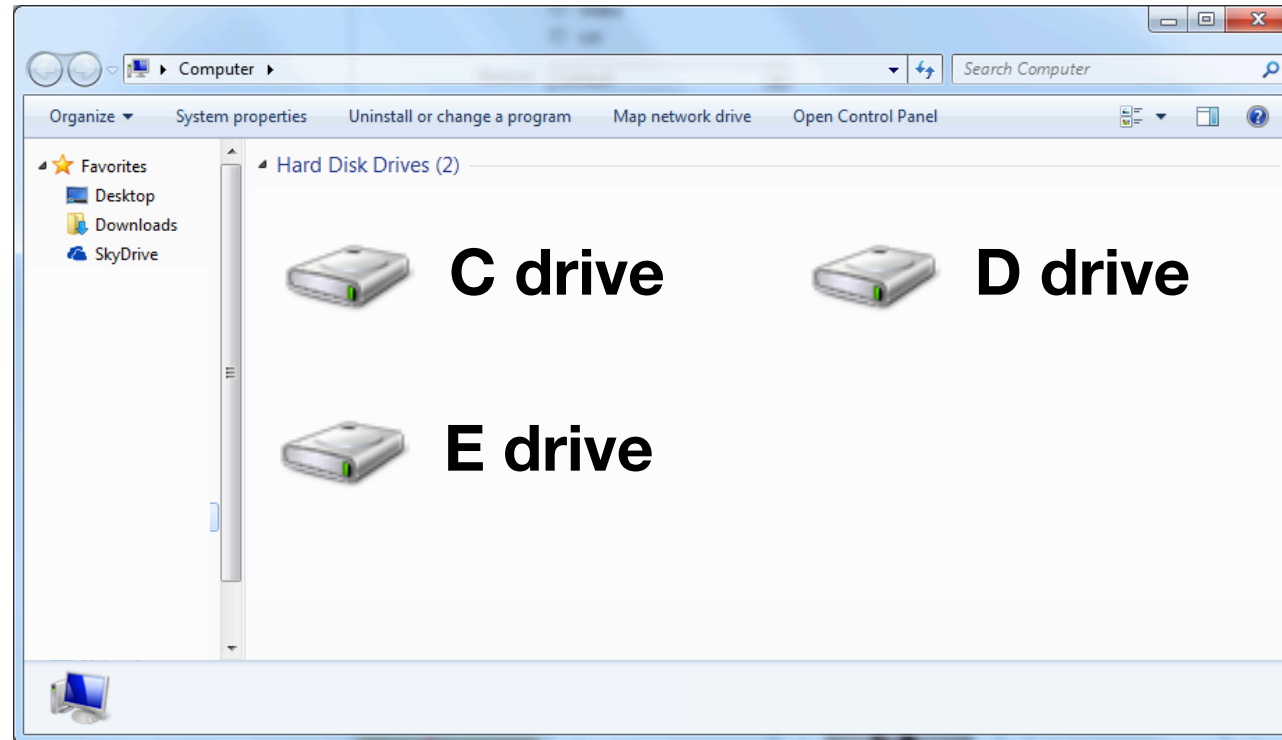 Computer
Search Computer
Organize System properties Uninstall or change a program Map network drive Open Control Panel
Favorites
Desktop
Downloads
SkyDrive
Hard Disk Drives (2)
C drive D drive
E drive